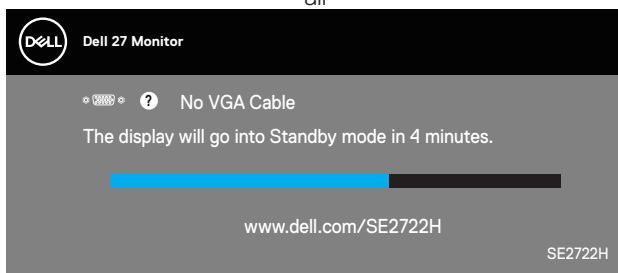 DELL
Dell 27 Monitor
? No VGA Cable
The display will go into Standby mode in 4 minutes.
www.dell.com/SE2722H
SE2722H